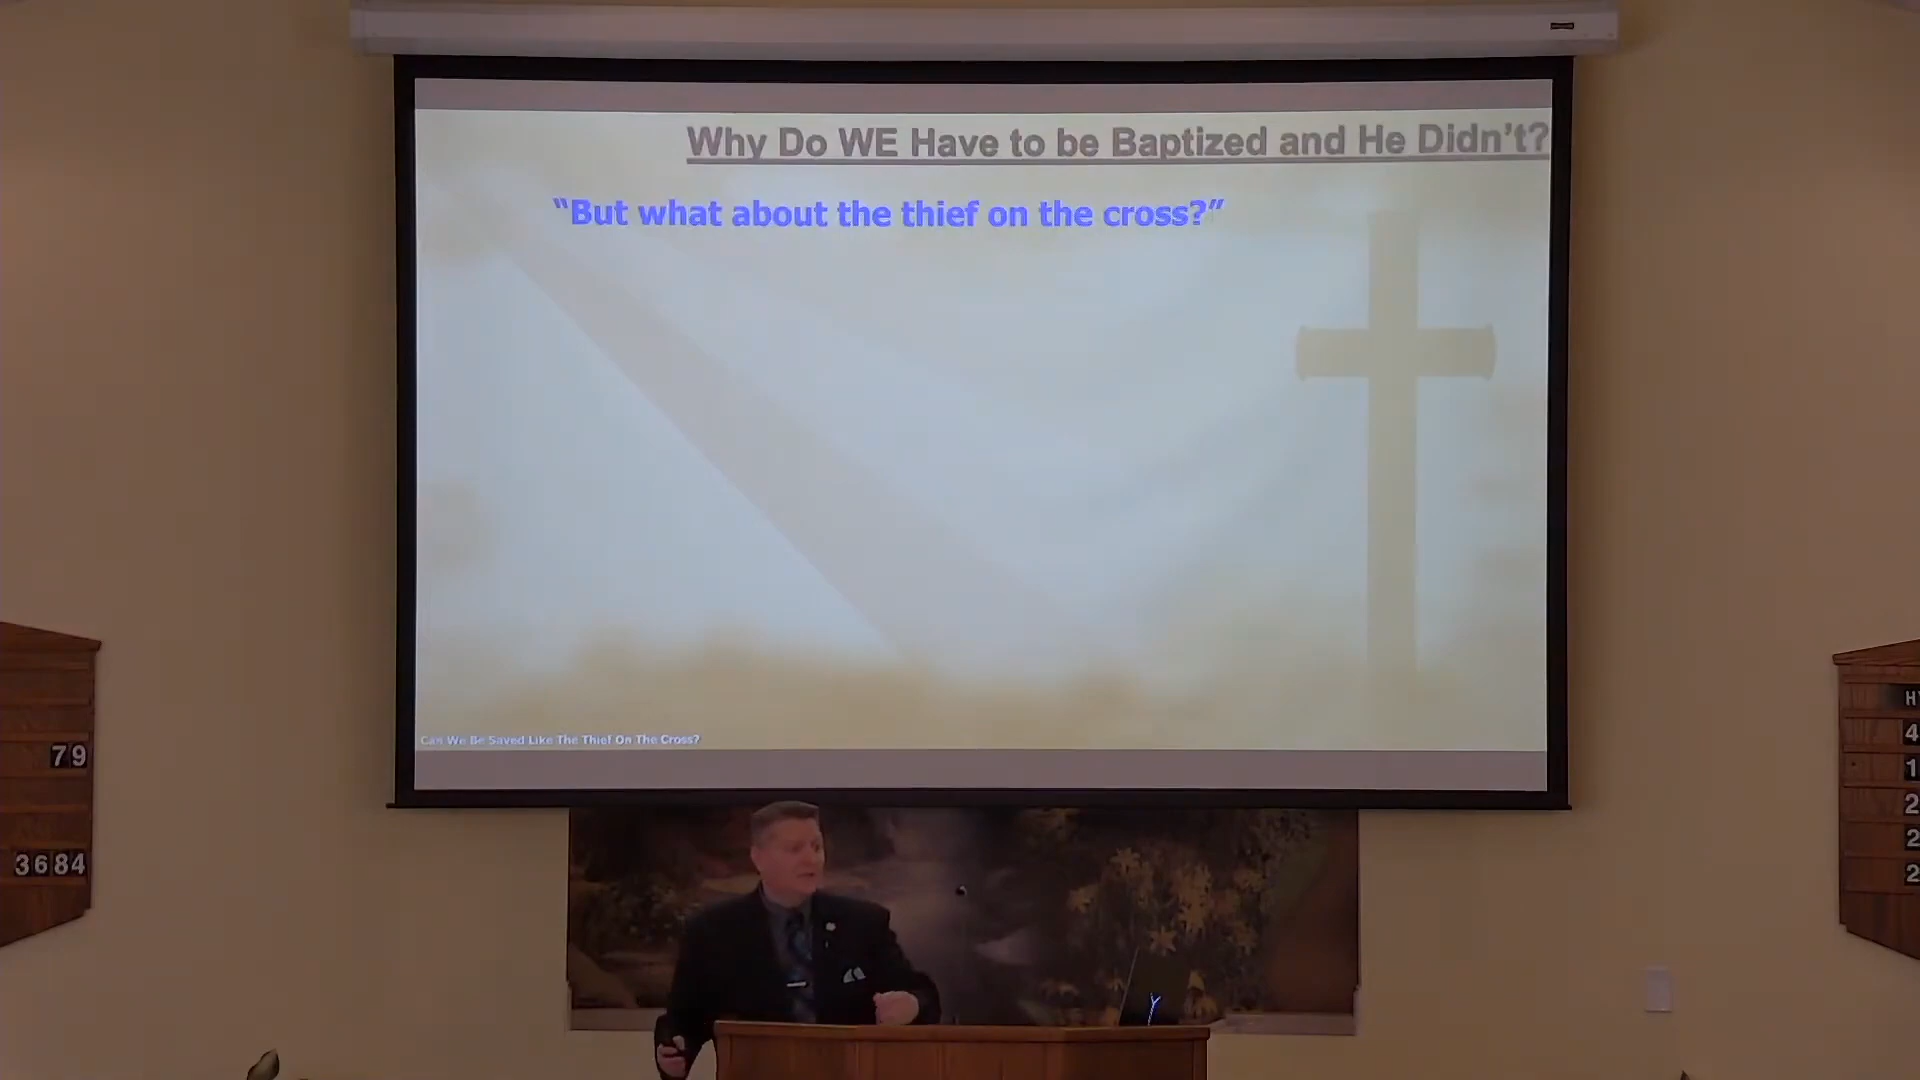 Why Do WE Have to be Baptized and He Didn't?
"But what about the thief on the cross?"
Can We Be Saved Like The Thief On The Cross?
79
3684
H
4
1
2
2
2